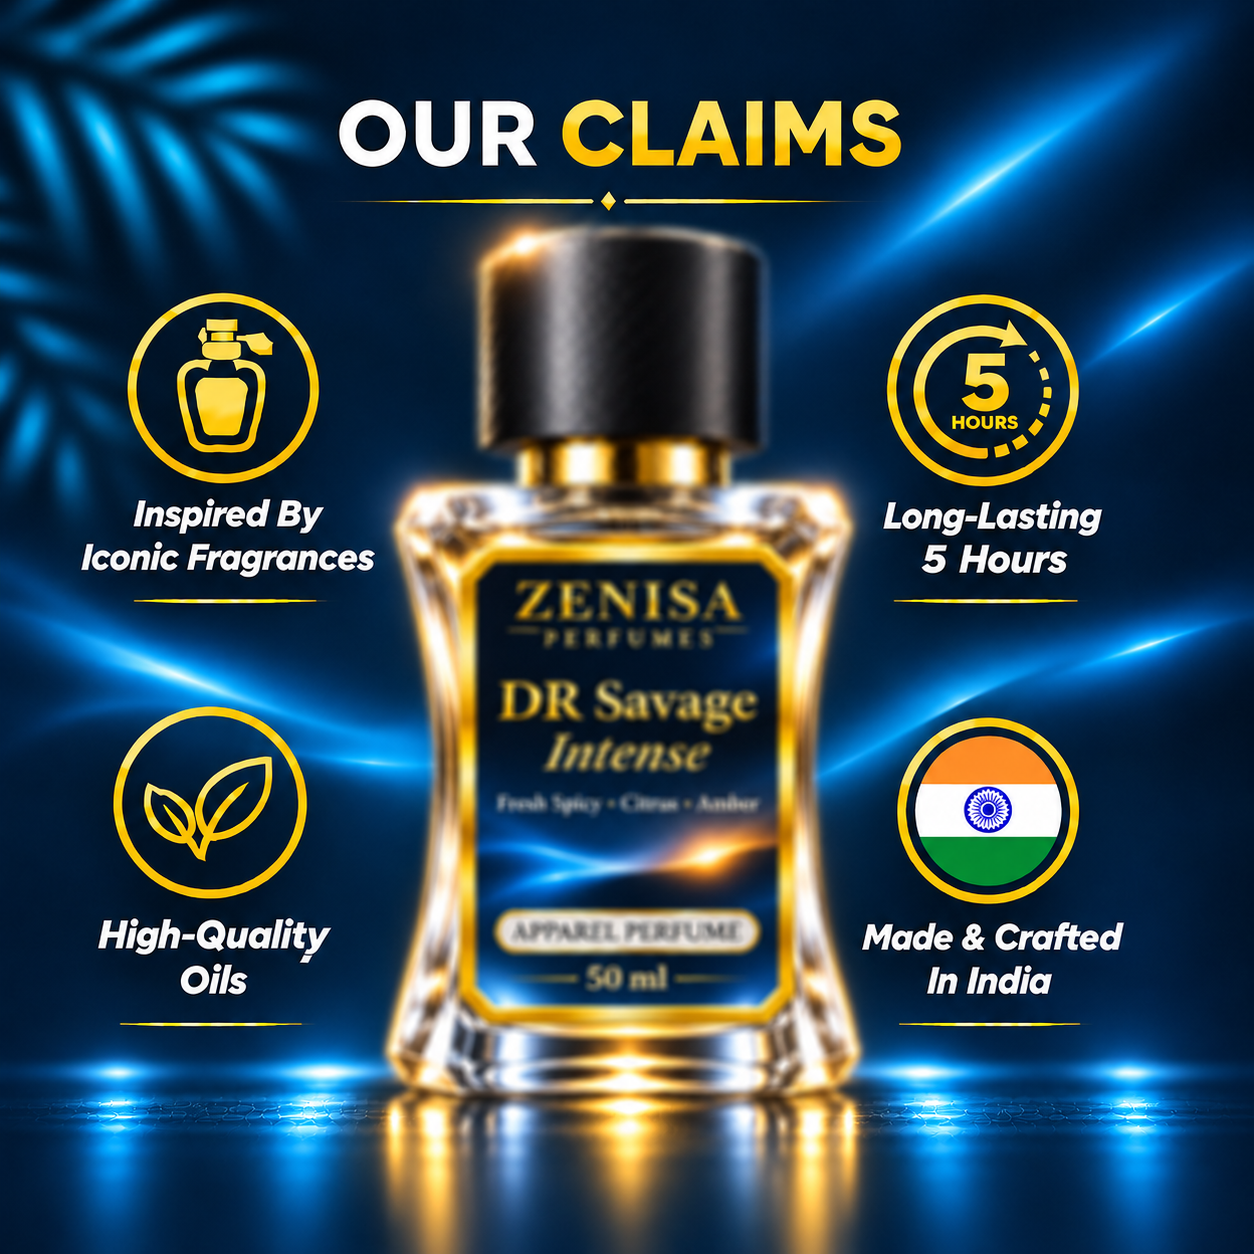 OUR CLAIMS
Inspired By
Iconic Fragrances
5
HOURS
Long-Lasting
5 Hours
ZENISA
PERFUMES
DR Savage
Intense
Fresh Spicy • Citrus • Amber
APPAREL PERFUME
50 ml
High-Quality
Oils
Made & Crafted
In India